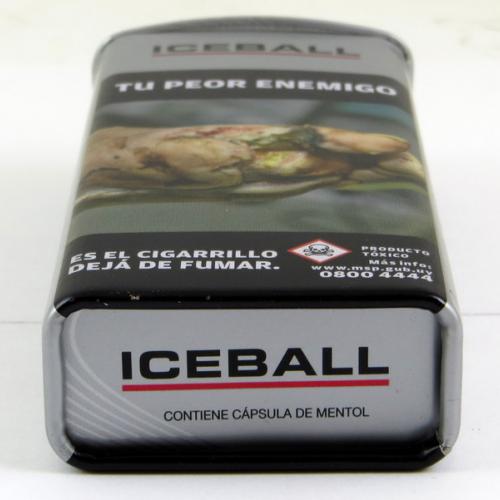 ICEBALL
TU PEOR ENEMIGO
ES EL CIGARRILLO
DEJÁ DE FUMAR.
PRODUCTO
TÓXICO
Más info:
www.msp.gub.uy
0800 4444
ICEBALL
CONTIENE CÁPSULA DE MENTOL